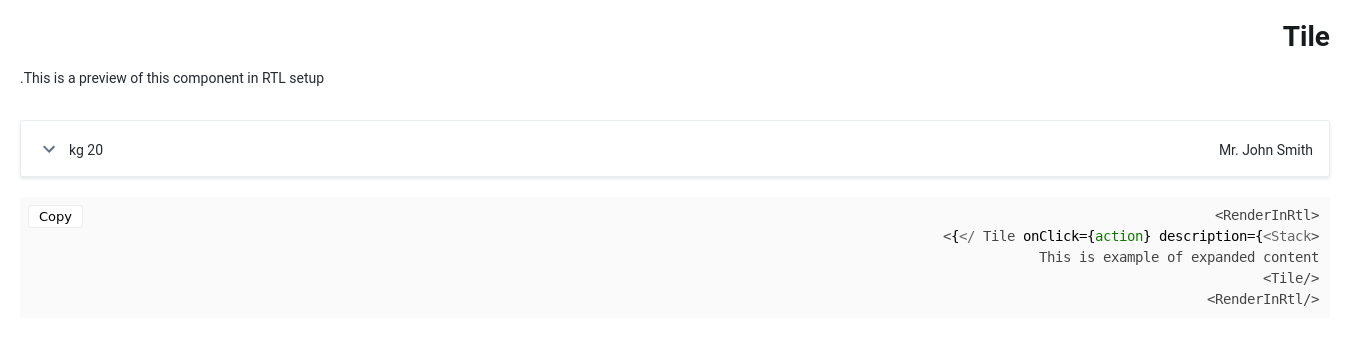 Tile
.This is a preview of this component in RTL setup
Mr. John Smith
kg 20
Copy
<RenderInRtl>
<{</ Tile onClick={action} description={<Stack>
This is example of expanded content
<Tile/>
<RenderInRtl/>